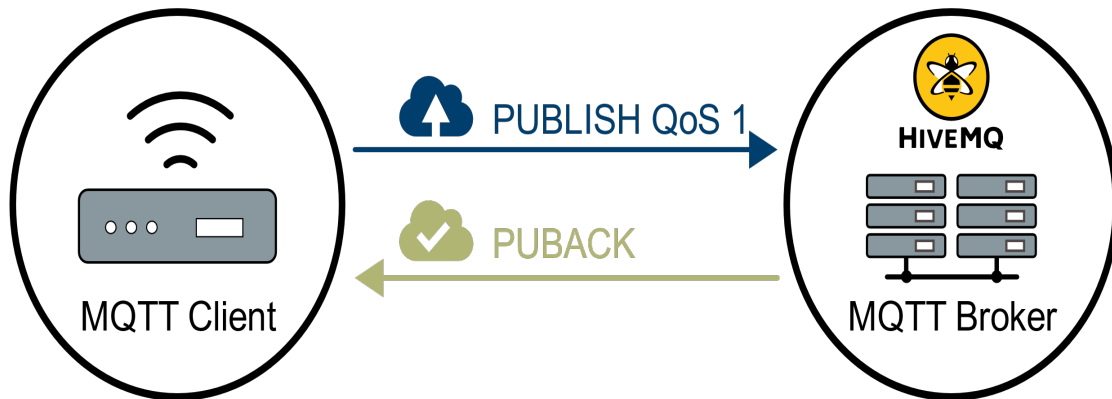 PUBLISH QoS 1
HIVEMQ
PUBACK
MQTT Client
MQTT Broker